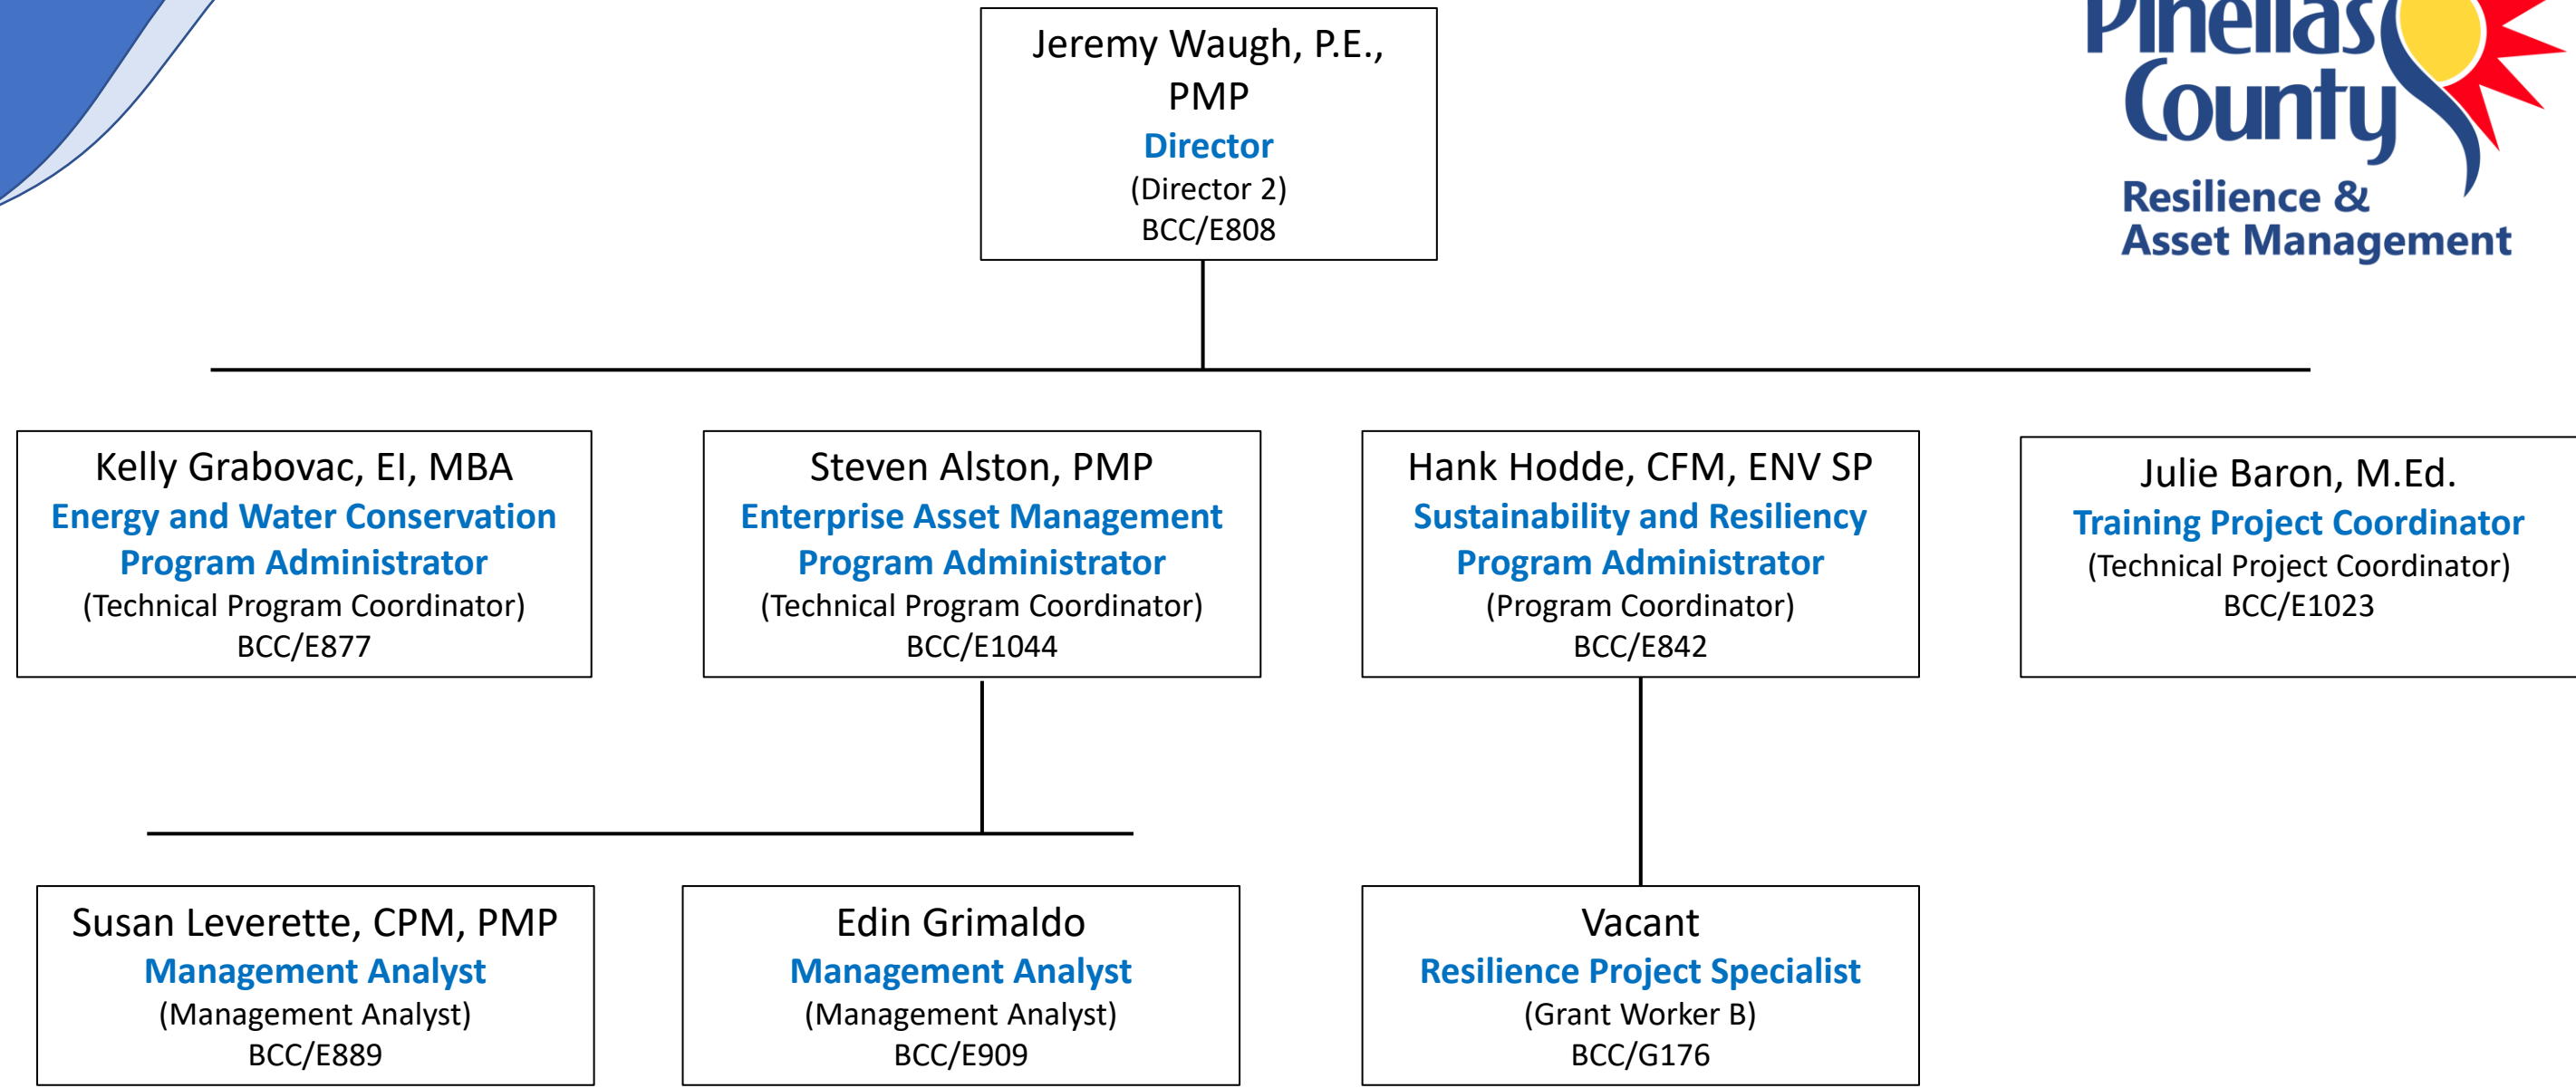 Jeremy Waugh, P.E.,
PMP
Director
(Director 2)
BCC/E808
Pinellas
County
Resilience &
Asset Management
Kelly Grabovac, EI, MBA
Energy and Water Conservation
Program Administrator
(Technical Program Coordinator)
BCC/E877
Steven Alston, PMP
Enterprise Asset Management
Program Administrator
(Technical Program Coordinator)
BCC/E1044
Hank Hodde, CFM, ENV SP
Sustainability and Resiliency
Program Administrator
(Program Coordinator)
BCC/E842
Julie Baron, M.Ed.
Training Project Coordinator
(Technical Project Coordinator)
BCC/E1023
Susan Leverette, CPM, PMP
Management Analyst
(Management Analyst)
BCC/E889
Edin Grimaldo
Management Analyst
(Management Analyst)
BCC/E909
Vacant
Resilience Project Specialist
(Grant Worker B)
BCC/G176